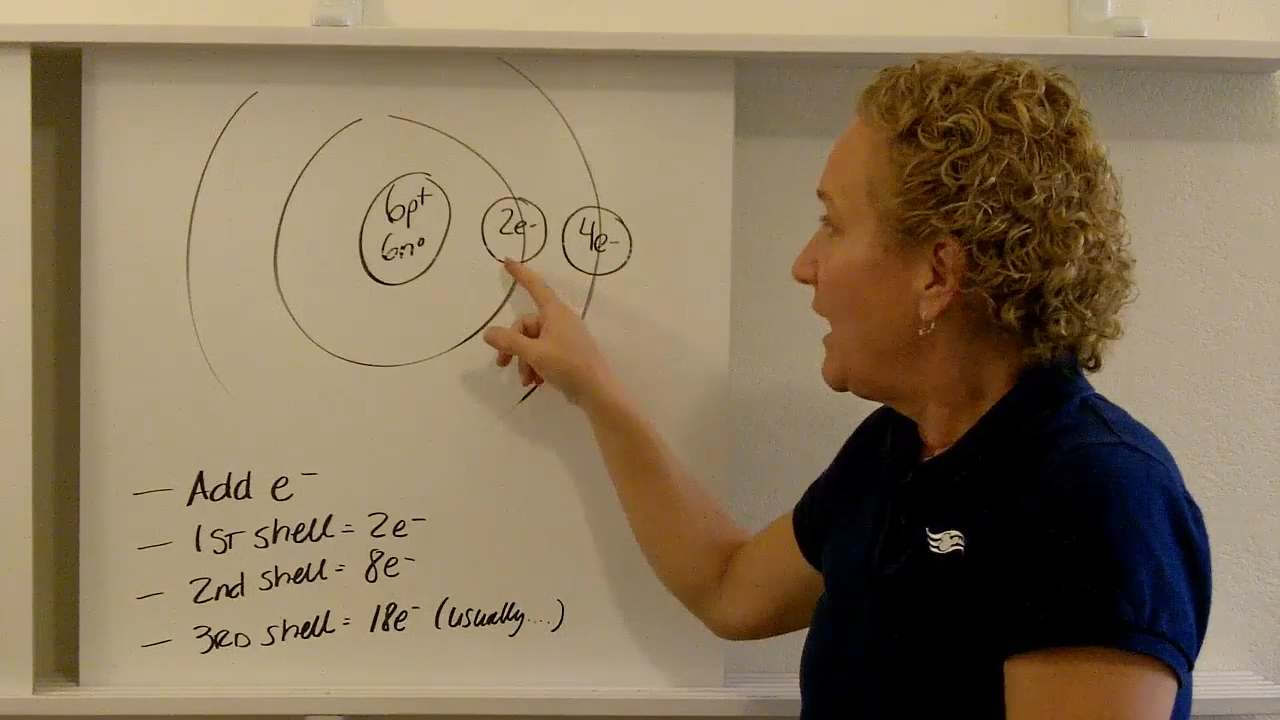 6p+
6n°
2e-
4e-
— Add e⁻
— 1ST shell = 2e⁻
— 2nd shell = 8e⁻
— 3RD shell = 18e⁻ (usually...)